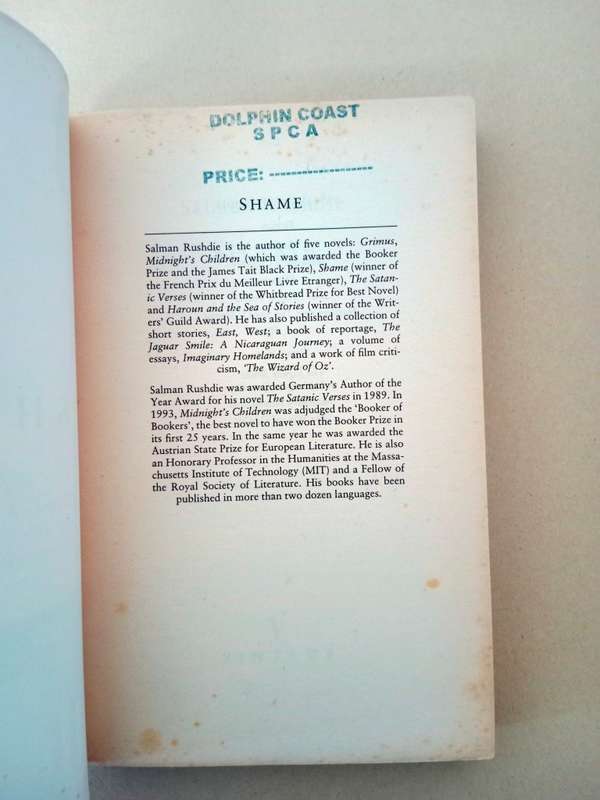 DOLPHIN COAST
SPCA
PRICE: -------------------
SHAME
Salman Rushdie is the author of five novels: Grimus,
Midnight's Children (which was awarded the Booker
Prize and the James Tait Black Prize), Shame (winner of
the French Prix du Meilleur Livre Etranger), The Satan-
ic Verses (winner of the Whitbread Prize for Best Novel)
and Haroun and the Sea of Stories (winner of the Writ-
ers' Guild Award). He has also published a collection of
short stories, East, West; a book of reportage, The
Jaguar Smile: A Nicaraguan Journey; a volume of
essays, Imaginary Homelands; and a work of film criti-
cism, 'The Wizard of Oz'.
Salman Rushdie was awarded Germany's Author of the
Year Award for his novel The Satanic Verses in 1989. In
1993, Midnight's Children was adjudged the 'Booker of
Bookers', the best novel to have won the Booker Prize in
its first 25 years. In the same year he was awarded the
Austrian State Prize for European Literature. He is also
an Honorary Professor in the Humanities at the Massa-
chusetts Institute of Technology (MIT) and a Fellow of
the Royal Society of Literature. His books have been
published in more than two dozen languages.